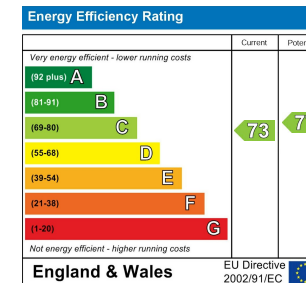 Energy Efficiency Rating
Current
Very energy efficient - lower running costs
(92 plus) A
(81-91) B
(69-80) C
73
(55-68) D
(39-54) E
(21-38) F
(1-20) G
Not energy efficient - higher running costs
England & Wales
EU Directive
2002/91/EC